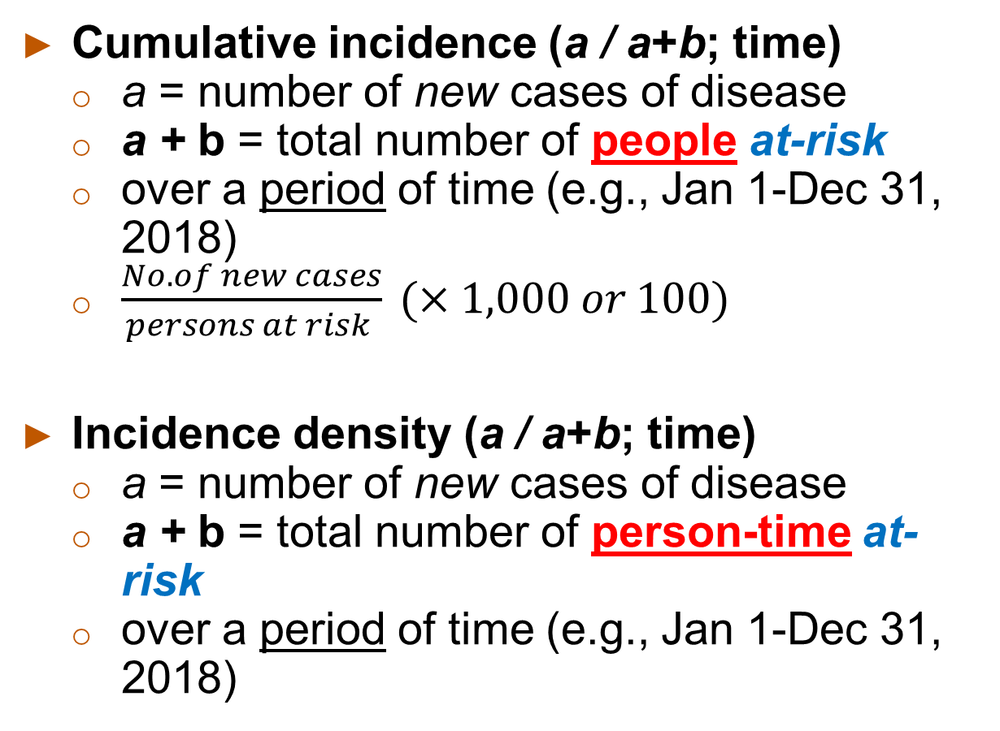 ► Cumulative incidence (a / a+b; time)
o a = number of new cases of disease
o a + b = total number of people at-risk
o over a period of time (e.g., Jan 1-Dec 31,
2018)
o No.of new cases
persons at risk (× 1,000 or 100)
► Incidence density (a / a+b; time)
o a = number of new cases of disease
o a + b = total number of person-time at-
risk
o over a period of time (e.g., Jan 1-Dec 31,
2018)